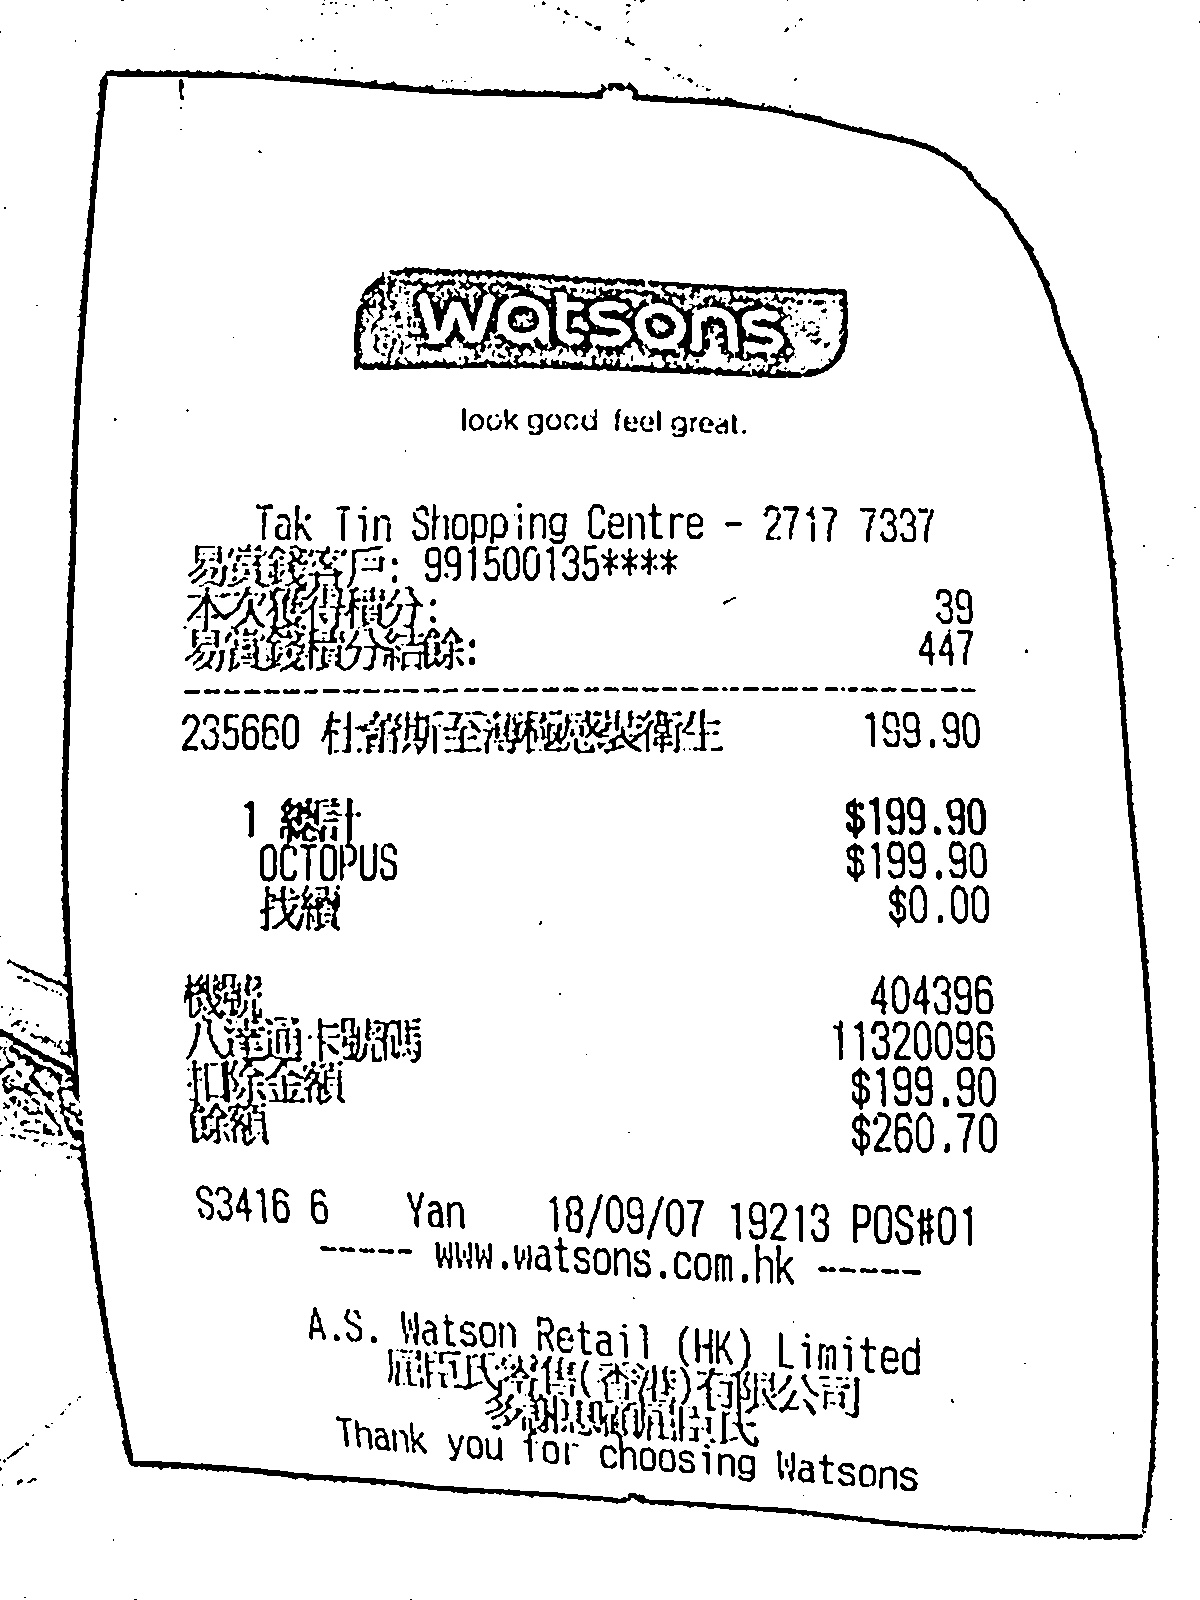 watsons
look good feel great.
Tak Tin Shopping Centre - 2717 7337
易賞錢客戶: 991500135****
本次獲得積分: 39
易賞錢積分結餘: 447
235660 杜蕾斯至薄極感裝衛生 199.90
1 總計 $199.90
OCTOPUS $199.90
找續 $0.00
機號 404396
八達通卡號碼 11320096
扣除金額 $199.90
餘額 $260.70
S3416 6 Yan 18/09/07 19213 POS#01
----- www.watsons.com.hk -----
A.S. Watson Retail (HK) Limited
屈臣氏零售(香港)有限公司
多謝惠顧屈臣氏
Thank you for choosing Watsons